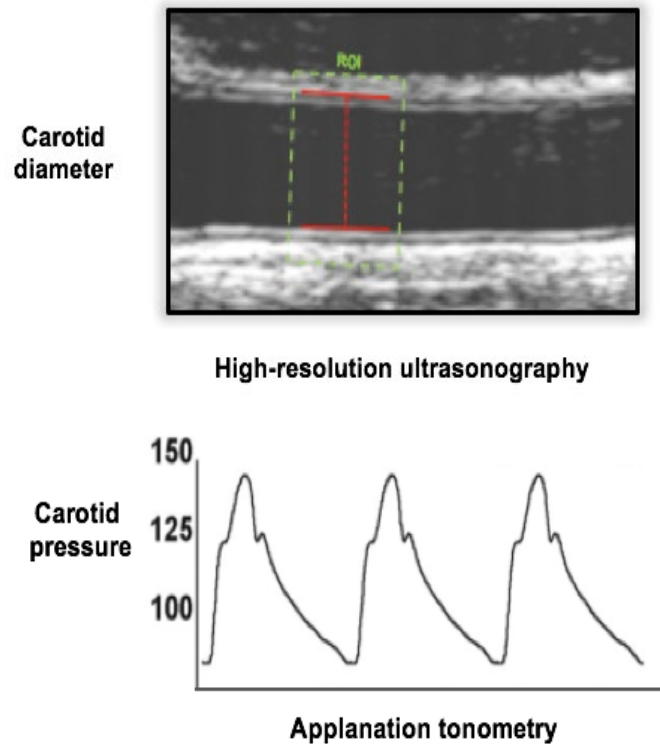 ROI
Carotid
diameter
High-resolution ultrasonography
150
Carotid
pressure
125
100
Applanation tonometry